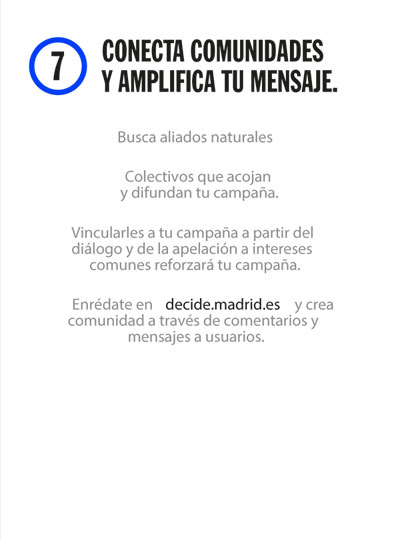 7
CONECTA COMUNIDADES
Y AMPLIFICA TU MENSAJE.
Busca aliados naturales
Colectivos que acojan
y difundan tu campaña.
Vincularles a tu campaña a partir del
diálogo y de la apelación a intereses
comunes reforzará tu campaña.
Enrédate en decide.madrid.es y crea
comunidad a través de comentarios y
mensajes a usuarios.